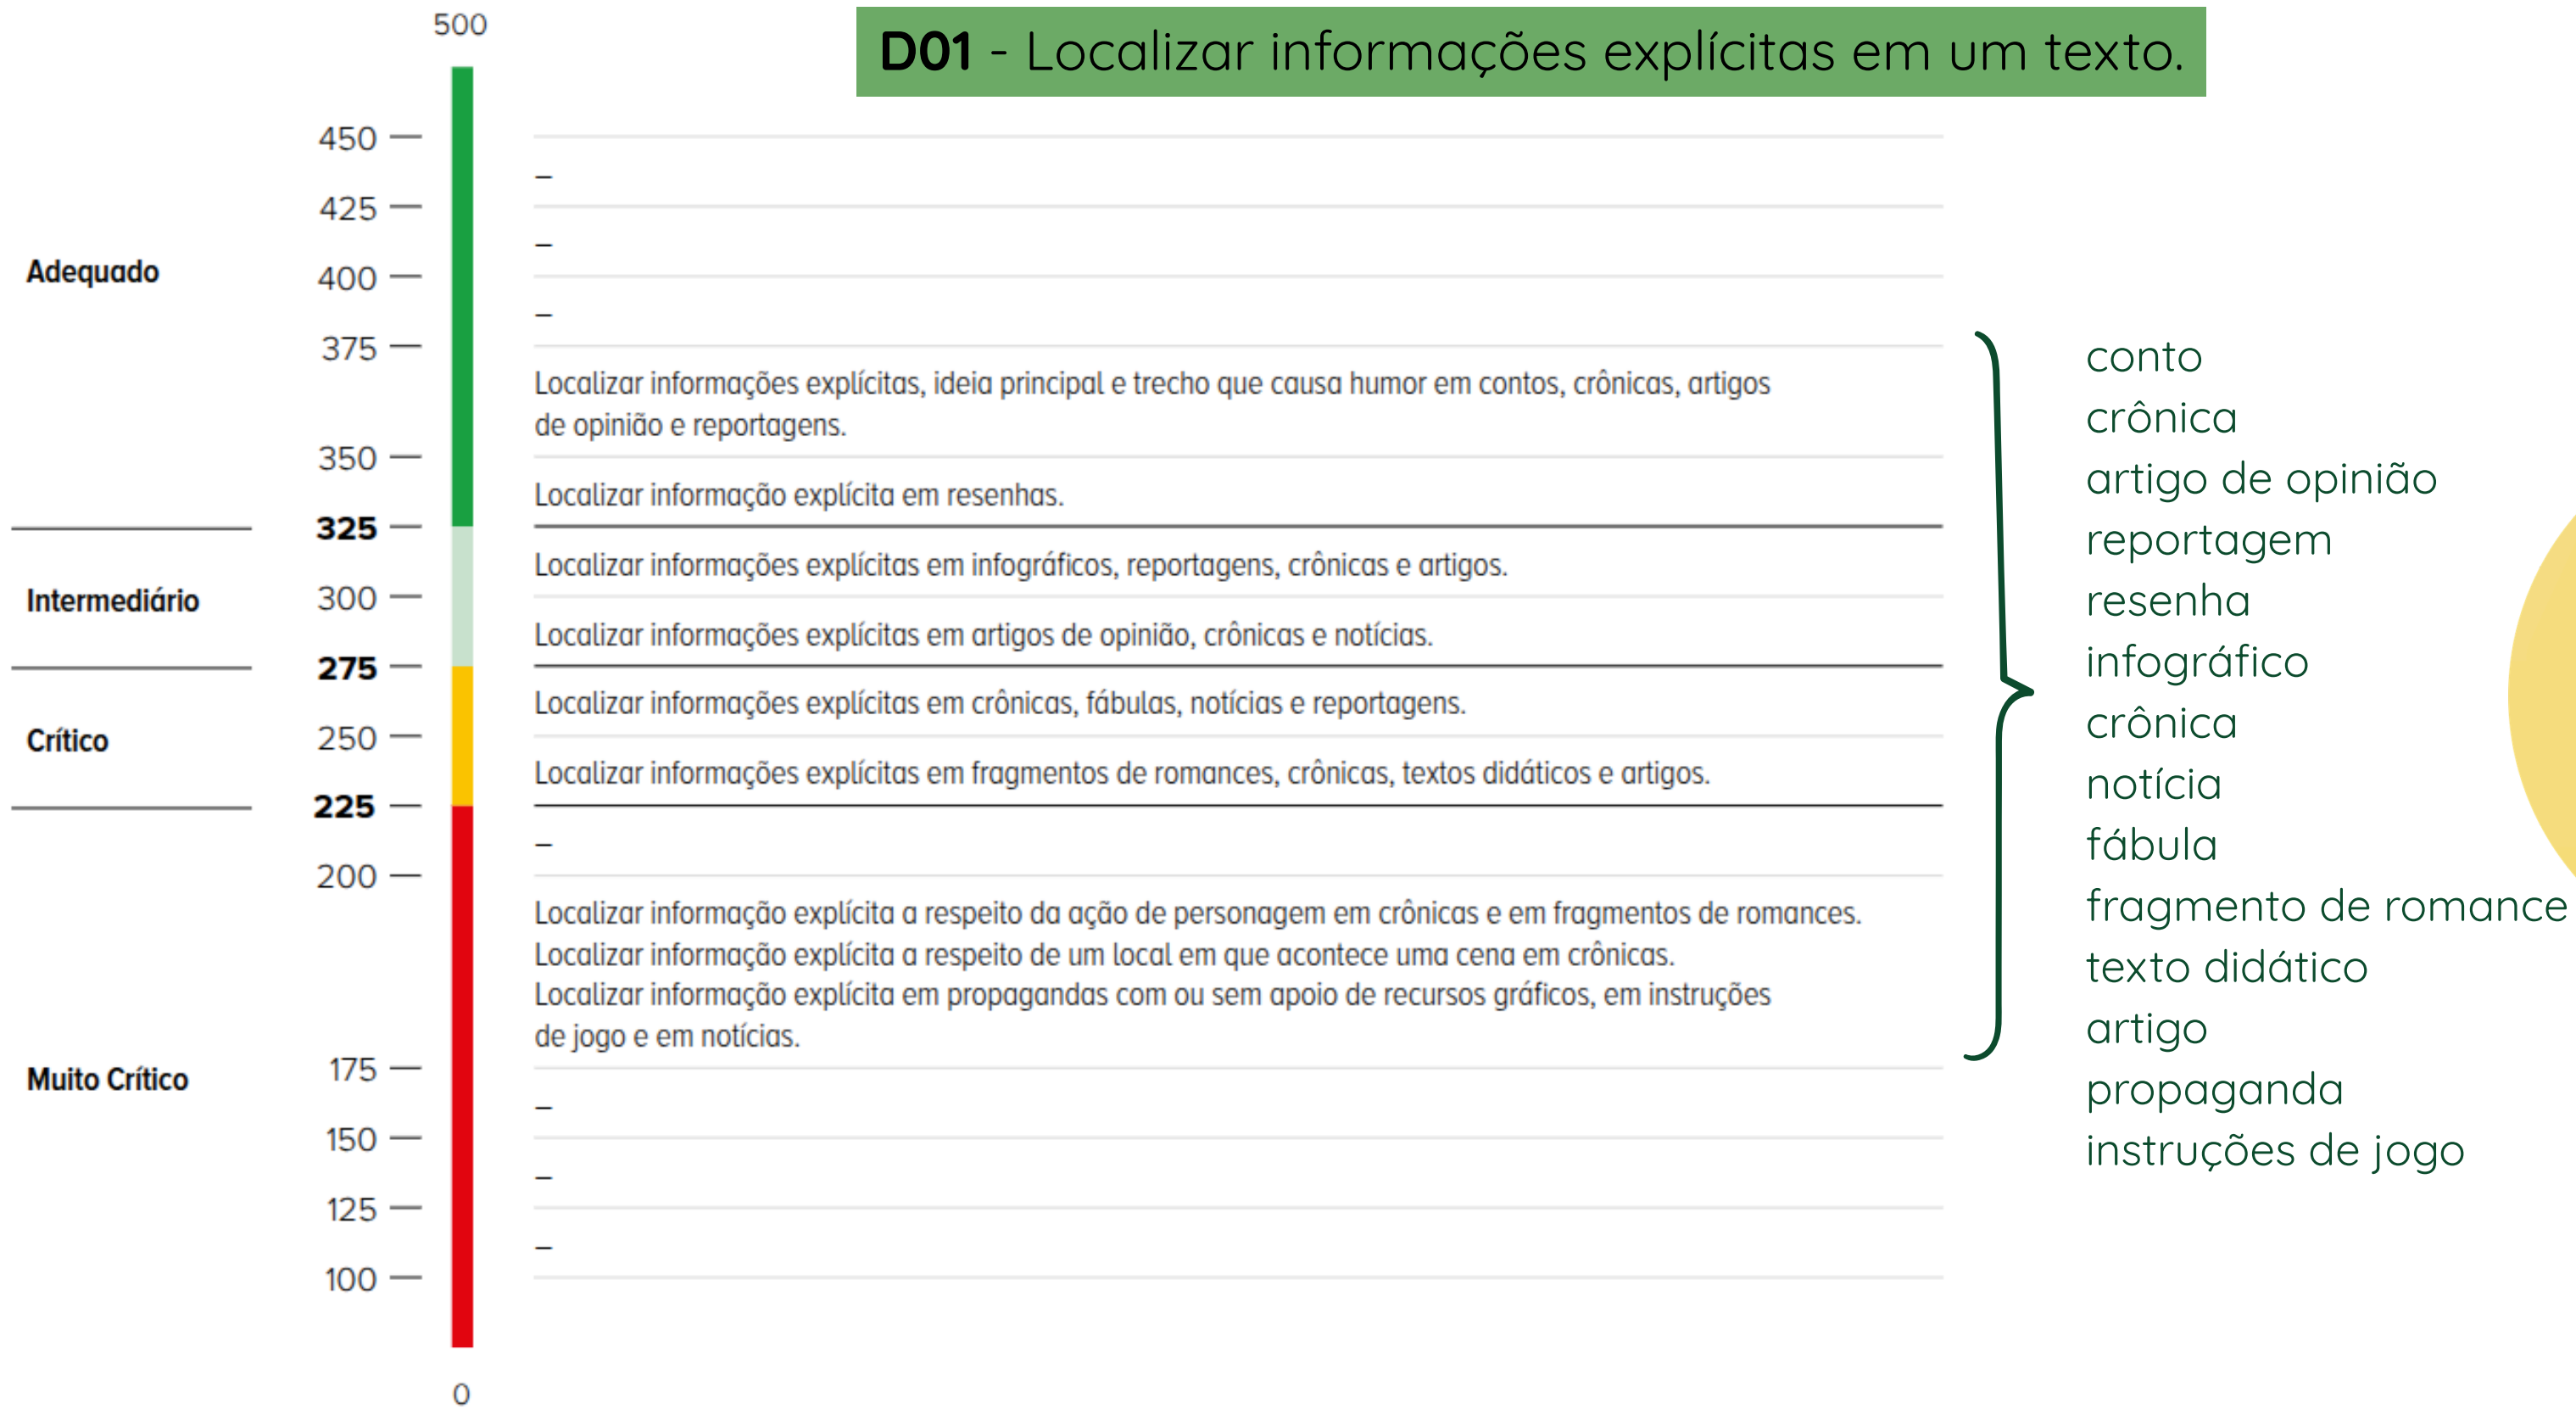 500
D01 - Localizar informações explícitas em um texto.
450
–
425
–
Adequado
400
–
375
Localizar informações explícitas, ideia principal e trecho que causa humor em contos, crônicas, artigos
de opinião e reportagens.
350
Localizar informação explícita em resenhas.
325
Localizar informações explícitas em infográficos, reportagens, crônicas e artigos.
Intermediário
300
Localizar informações explícitas em artigos de opinião, crônicas e notícias.
275
Localizar informações explícitas em crônicas, fábulas, notícias e reportagens.
Crítico
250
Localizar informações explícitas em fragmentos de romances, crônicas, textos didáticos e artigos.
225
–
200
Localizar informação explícita a respeito da ação de personagem em crônicas e em fragmentos de romances.
Localizar informação explícita a respeito de um local em que acontece uma cena em crônicas.
Localizar informação explícita em propagandas com ou sem apoio de recursos gráficos, em instruções
de jogo e em notícias.
175
Muito Crítico
–
150
–
125
–
100
0
conto
crônica
artigo de opinião
reportagem
resenha
infográfico
crônica
notícia
fábula
fragmento de romance
texto didático
artigo
propaganda
instruções de jogo